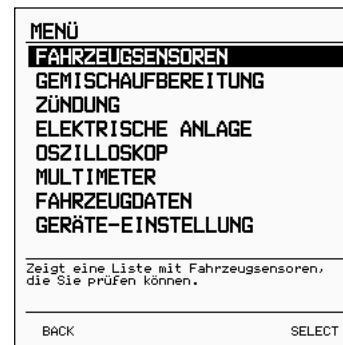 MENÜ
FAHRZEUGSENSOREN
GEMISCHAUFBEREITUNG
ZÜNDUNG
ELEKTRISCHE ANLAGE
OSZILLOSKOP
MULTIMETER
FAHRZEUGDATEN
GERÄTE-EINSTELLUNG
Zeigt eine Liste mit Fahrzeugsensoren,
die Sie prüfen können.
BACK SELECT